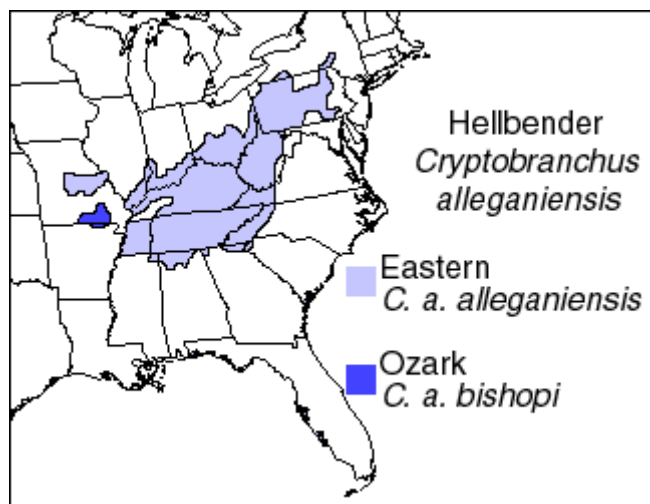 Hellbender
Cryptobranchus
alleganiensis
Eastern
C. a. alleganiensis
Ozark
C. a. bishopi